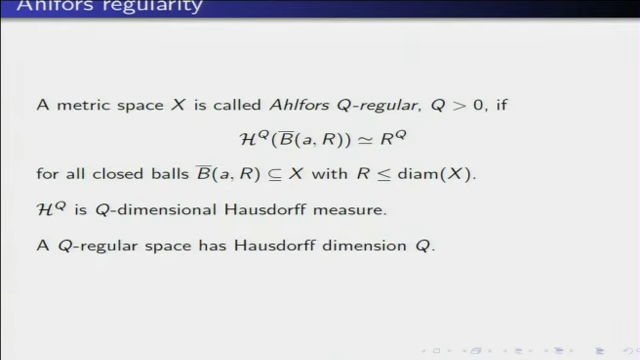 Ahlfors regularity
A metric space X is called Ahlfors Q-regular, Q > 0, if
ℋ^Q(B̅(a, R)) ≃ R^Q
for all closed balls B̅(a, R) ⊆ X with R ≤ diam(X).
ℋ^Q is Q-dimensional Hausdorff measure.
A Q-regular space has Hausdorff dimension Q.